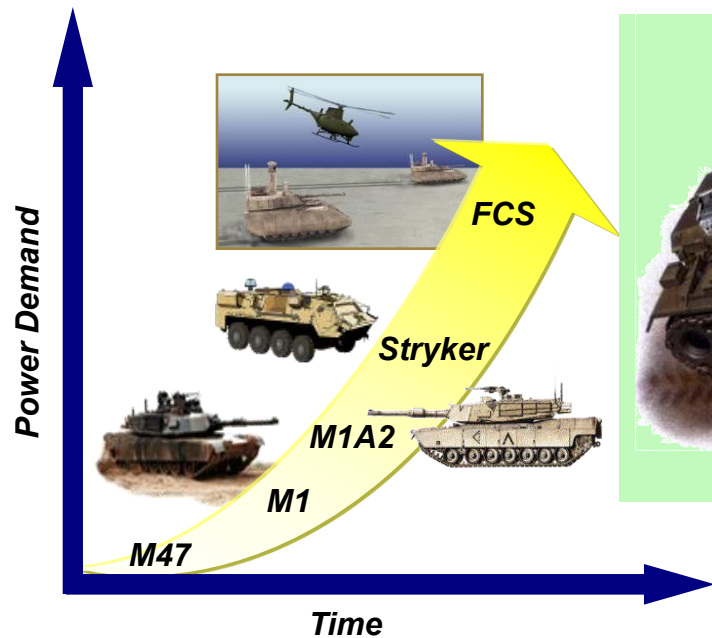 FCS
Stryker
M1A2
M1
M47
Power Demand
Time